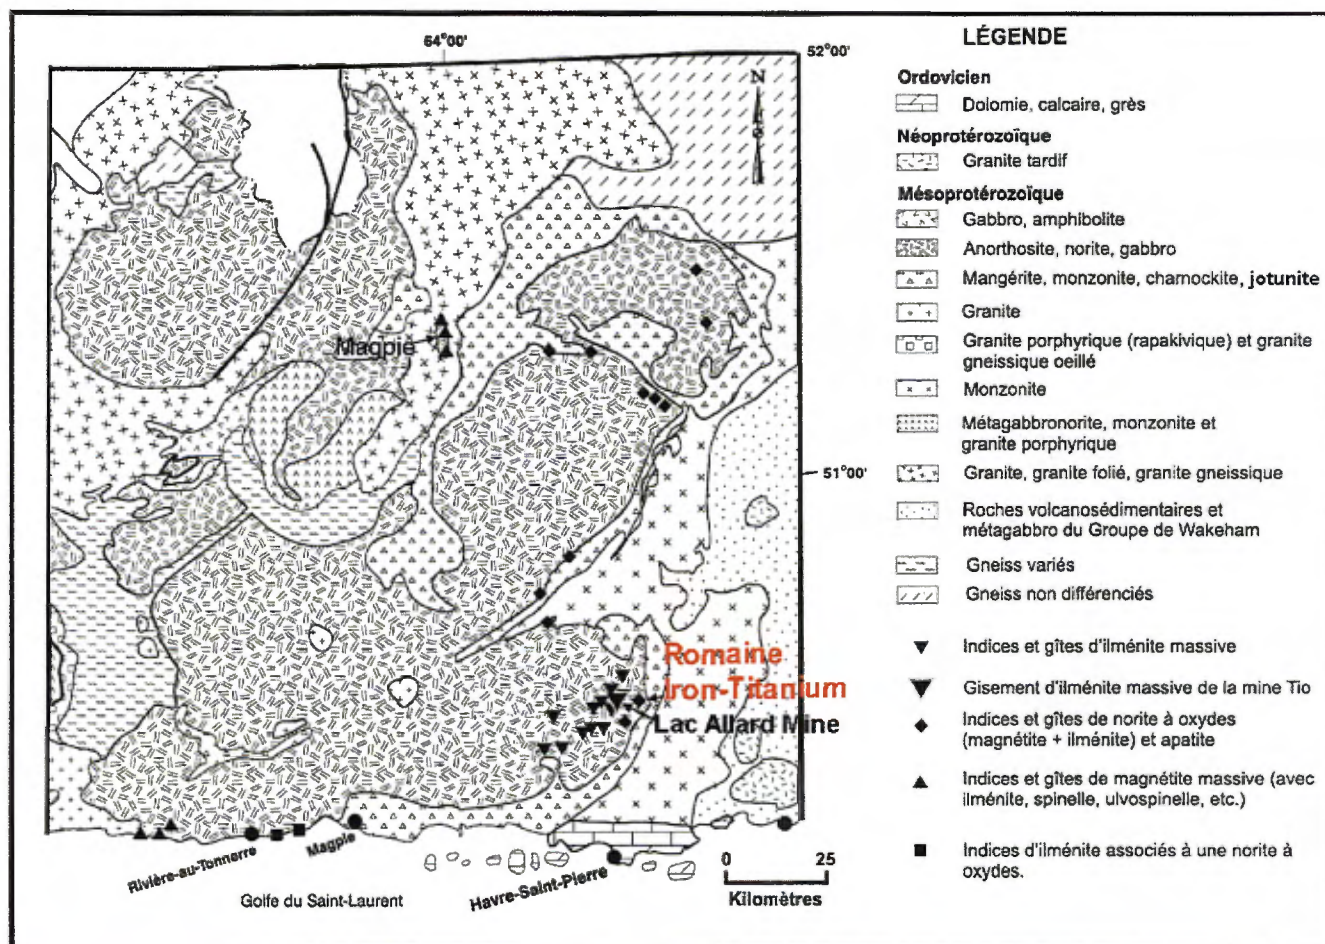 64°00'
52°00'
N
Magpie
51°00'
Romaine
Iron-Titanium
Lac Allard Mine
Rivière-au-Tonnerre
Magpie
Havre-Saint-Pierre
Golfe du Saint-Laurent
0 25
Kilomètres
LÉGENDE
Ordovicien
Dolomie, calcaire, grès
Néoprotérozoïque
Granite tardif
Mésoprotérozoïque
Gabbro, amphibolite
Anorthosite, norite, gabbro
Mangérite, monzonite, charnockite, jotunite
Granite
Granite porphyrique (rapakivique) et granite
gneissique oeillé
Monzonite
Métagabbronorite, monzonite et
granite porphyrique
Granite, granite folié, granite gneissique
Roches volcanosédimentaires et
métagabbro du Groupe de Wakeham
Gneiss variés
Gneiss non différenciés
Indices et gîtes d'ilménite massive
Gisement d'ilménite massive de la mine Tio
Indices et gîtes de norite à oxydes
(magnétite + ilménite) et apatite
Indices et gîtes de magnétite massive (avec
ilménite, spinelle, ulvospinelle, etc.)
Indices d'ilménite associés à une norite à
oxydes.